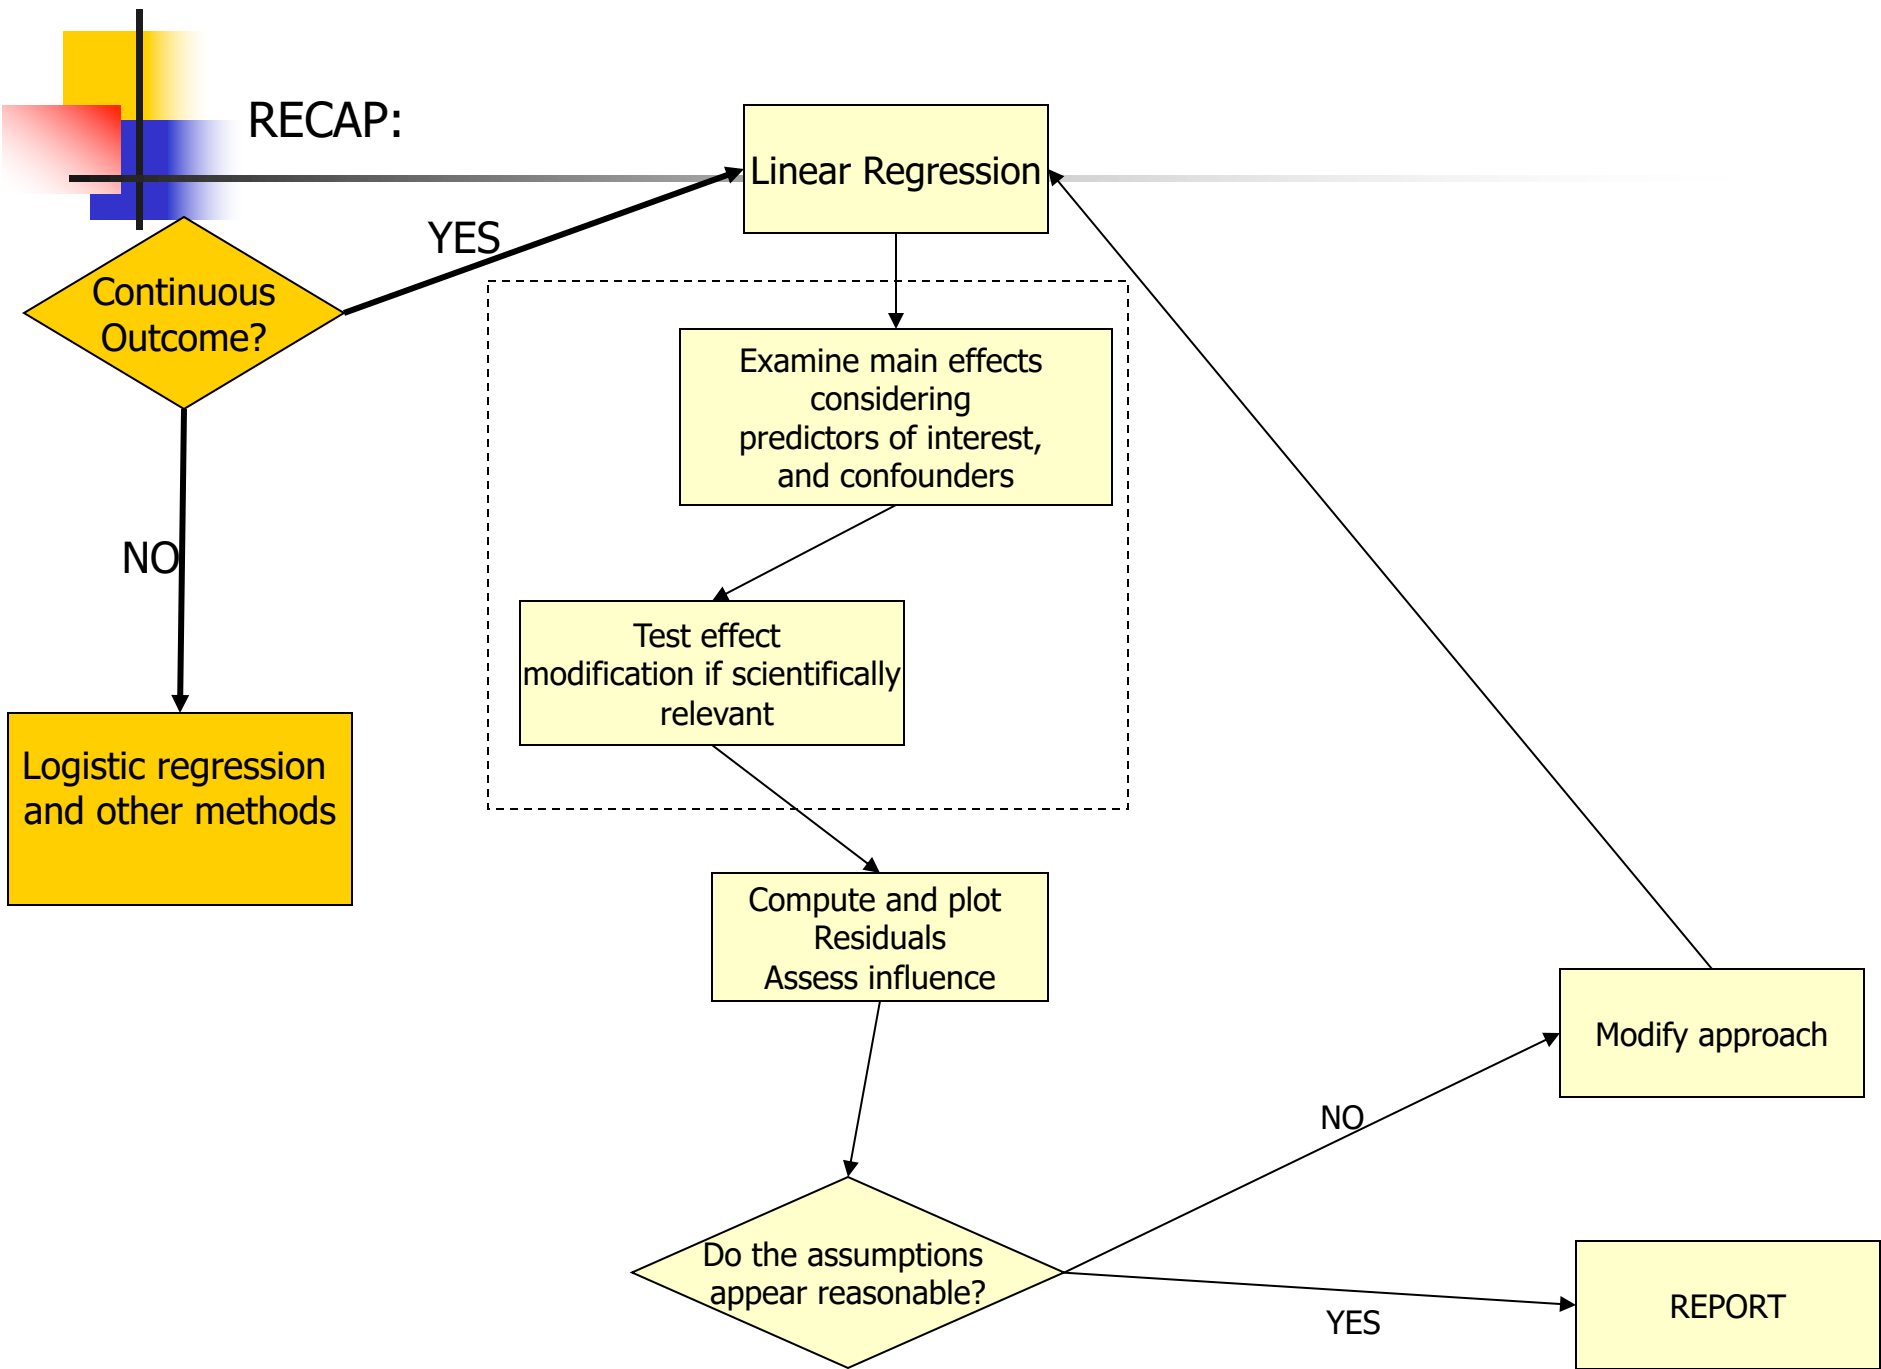 RECAP:
Linear Regression
YES
Continuous
Outcome?
Examine main effects
considering
predictors of interest,
and confounders
NO
Test effect
modification if scientifically
relevant
Logistic regression
and other methods
Compute and plot
Residuals
Assess influence
Modify approach
NO
Do the assumptions
appear reasonable?
REPORT
YES